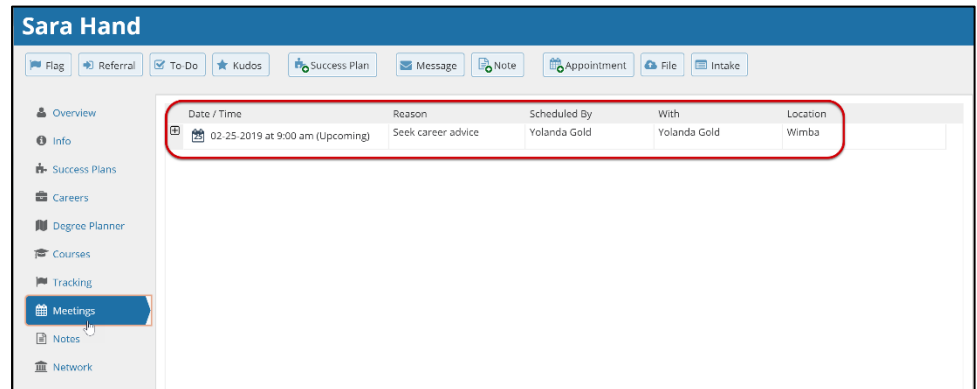 Sara Hand
Flag Referral To-Do Kudos Success Plan Message Note Appointment File Intake
Overview
Info
Success Plans
Careers
Degree Planner
Courses
Tracking
Meetings
Notes
Network
Date / Time Reason Scheduled By With Location
25 02-25-2019 at 9:00 am (Upcoming) Seek career advice Yolanda Gold Yolanda Gold Wimba